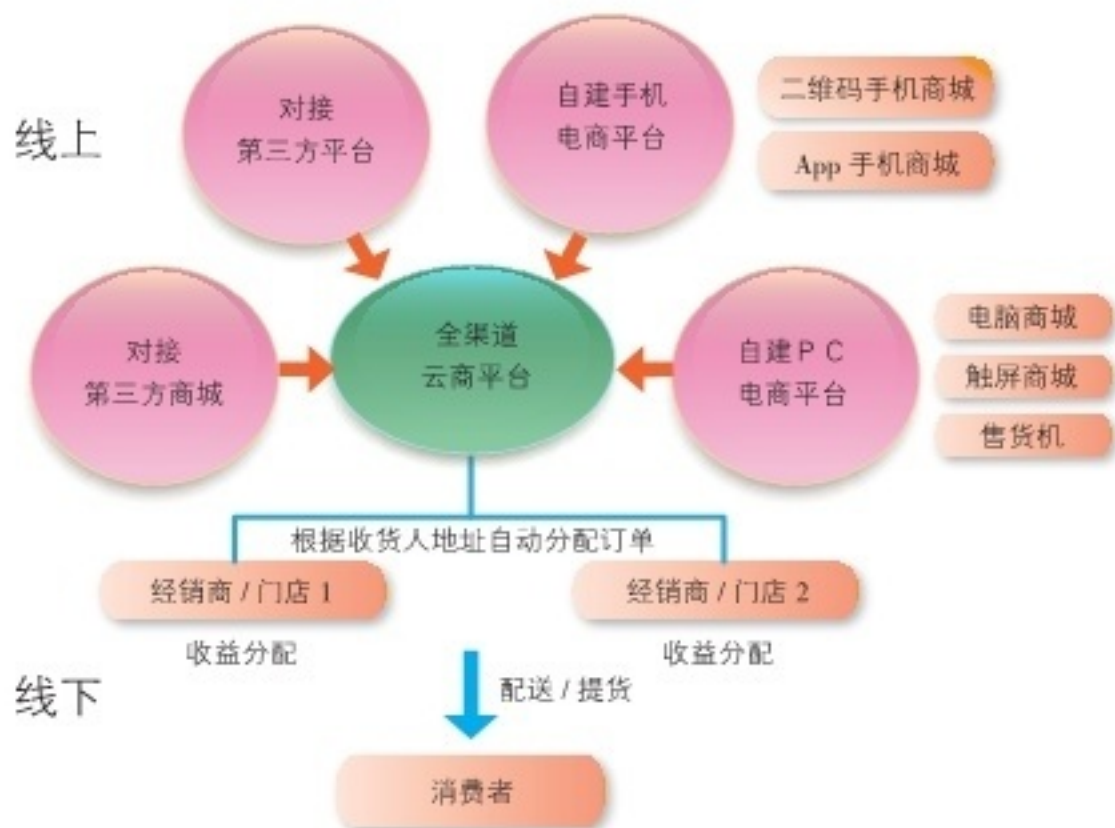 线上
对接
第三方平台
自建手机
电商平台
二维码手机商城
App 手机商城
对接
第三方商城
全渠道
云商平台
自建PC
电商平台
电脑商城
触屏商城
售货机
根据收货人地址自动分配订单
经销商 / 门店 1
经销商 / 门店 2
收益分配
收益分配
线下
配送 / 提货
消费者